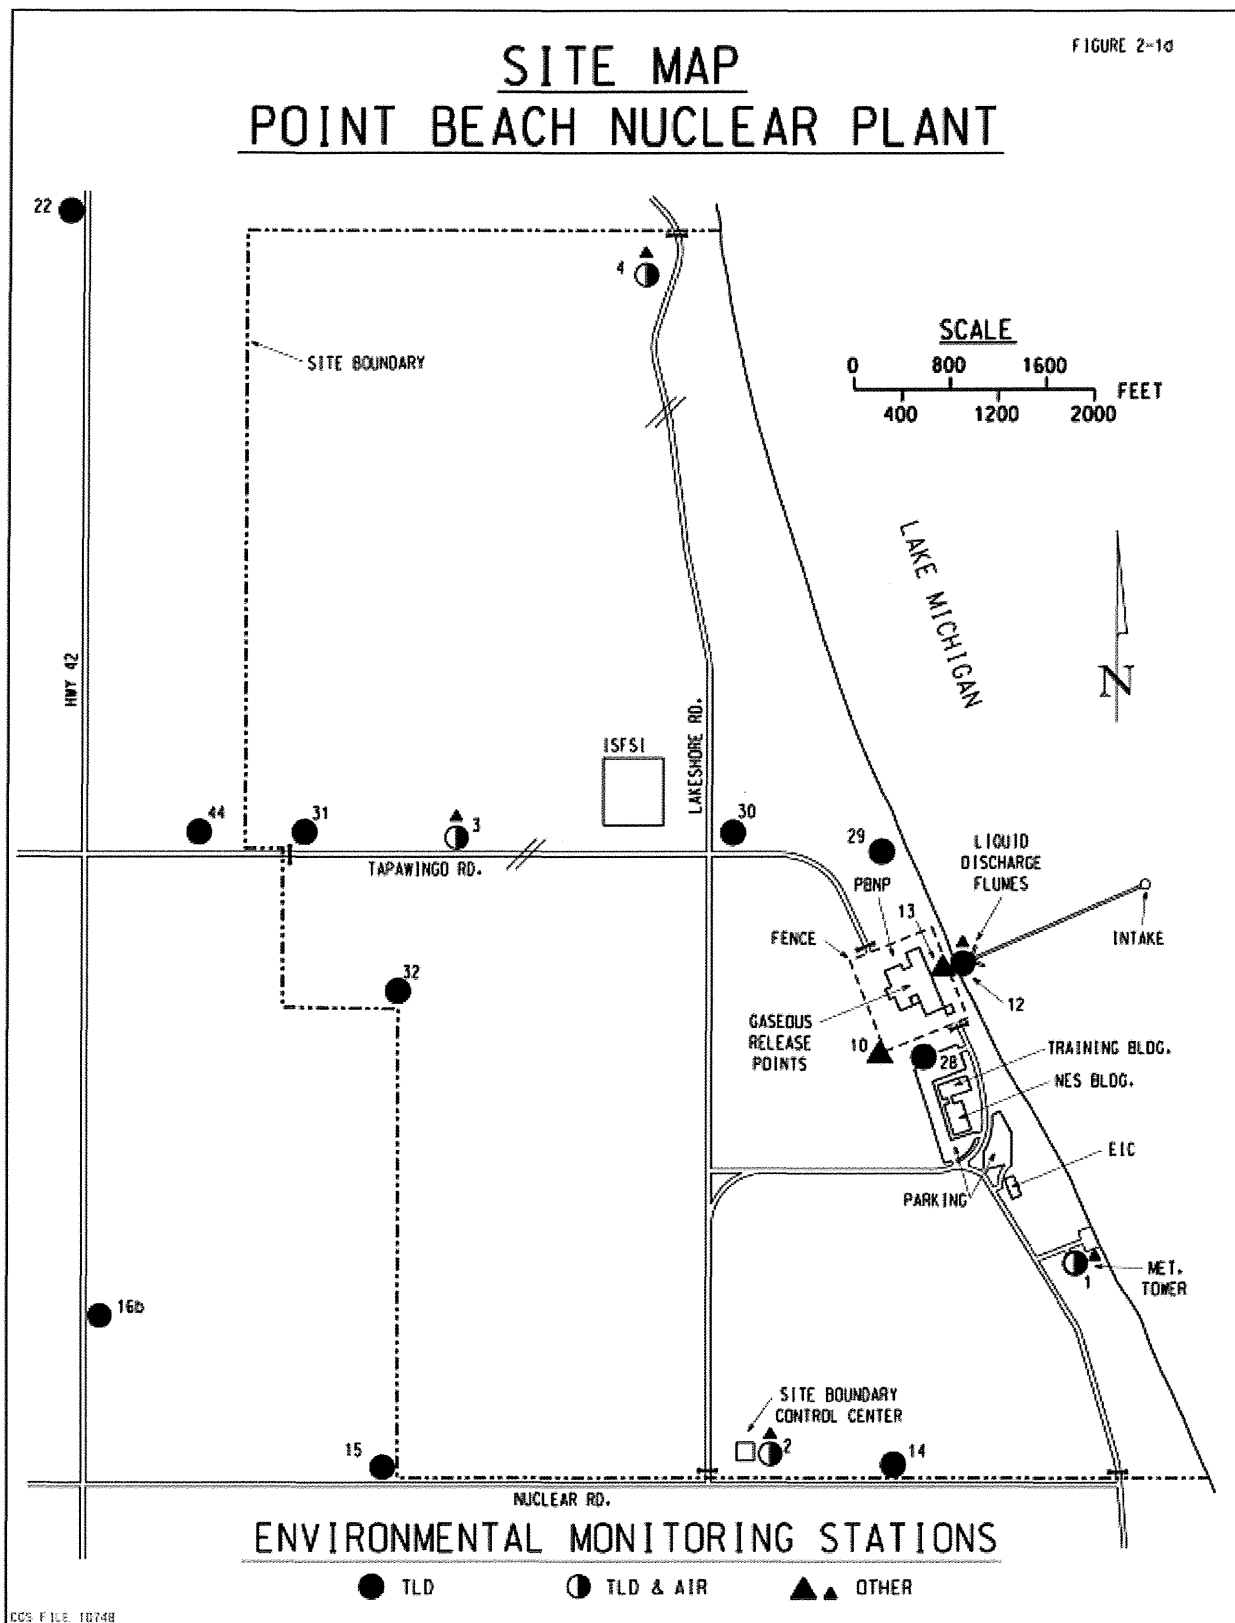 FIGURE 2-1d
SITE MAP
POINT BEACH NUCLEAR PLANT
22
4
SITE BOUNDARY
SCALE
0 800 1600
FEET
400 1200 2000
LAKE MICHIGAN
N
HWY 42
LAKESHORE RD.
ISFSI
44
31
3
30
29
TAPAWINGO RD.
LIQUID
DISCHARGE
FLUMES
PBNP
13
FENCE
INTAKE
32
12
GASEOUS
RELEASE
POINTS
10
28
TRAINING BLDG.
NES BLDG.
EIC
PARKING
1
MET.
TOWER
16b
SITE BOUNDARY
CONTROL CENTER
15
2
14
NUCLEAR RD.
ENVIRONMENTAL MONITORING STATIONS
TLD
TLD & AIR
OTHER
CCS FILE 10748